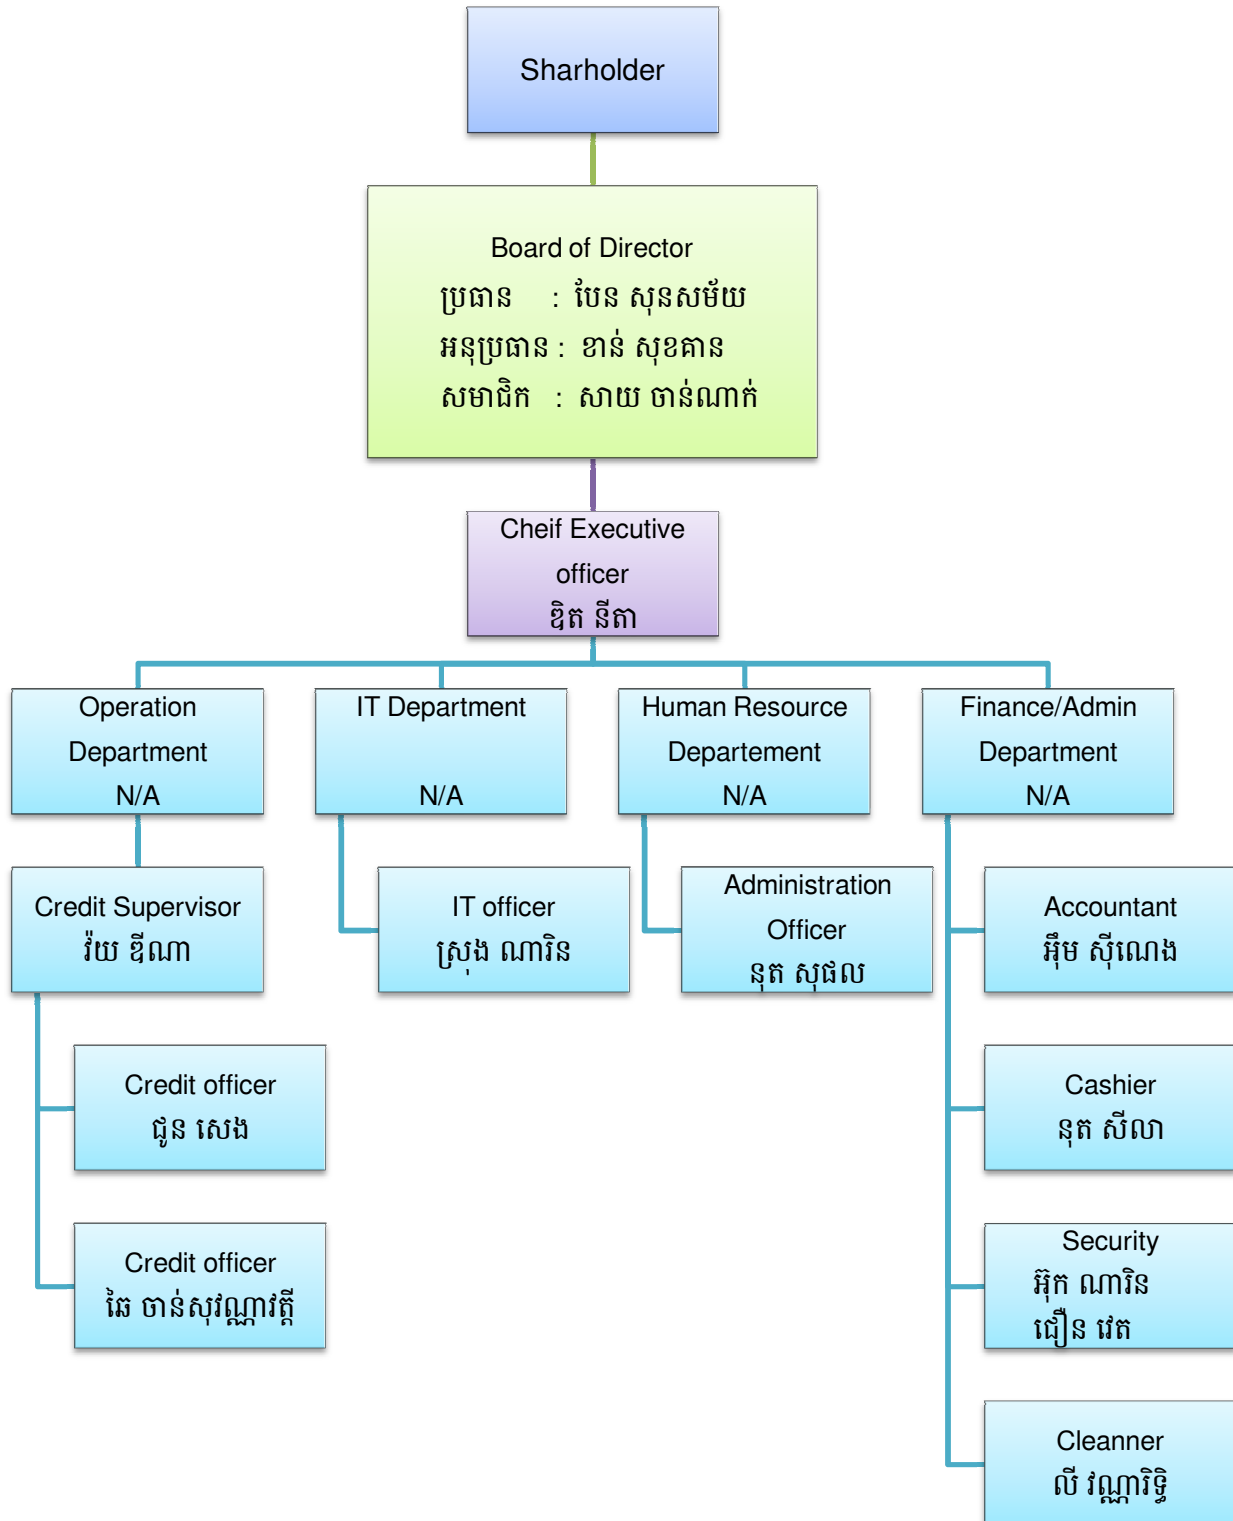 Sharholder
Board of Director
ប្រធាន : បែន សុនសម័យ
អនុប្រធាន : ខាន់ សុខគាន
សមាជិក : សាយ ចាន់ណាក់
Cheif Executive
officer
ឌិត នីតា
Operation
Department
N/A
IT Department
N/A
Human Resource
Departement
N/A
Finance/Admin
Department
N/A
Credit Supervisor
វ៉យ ឌីណា
IT officer
ស្រុង ណារិន
Administration
Officer
នុត សុផល
Accountant
អ៊ឹម ស៊ីណេង
Credit officer
ជូន សេង
Cashier
នុត សីលា
Credit officer
ឆៃ ចាន់សុវណ្ណាវត្តី
Security
អ៊ុក ណារិន
ជឿន វេត
Cleanner
លី វណ្ណារិទ្ធិ